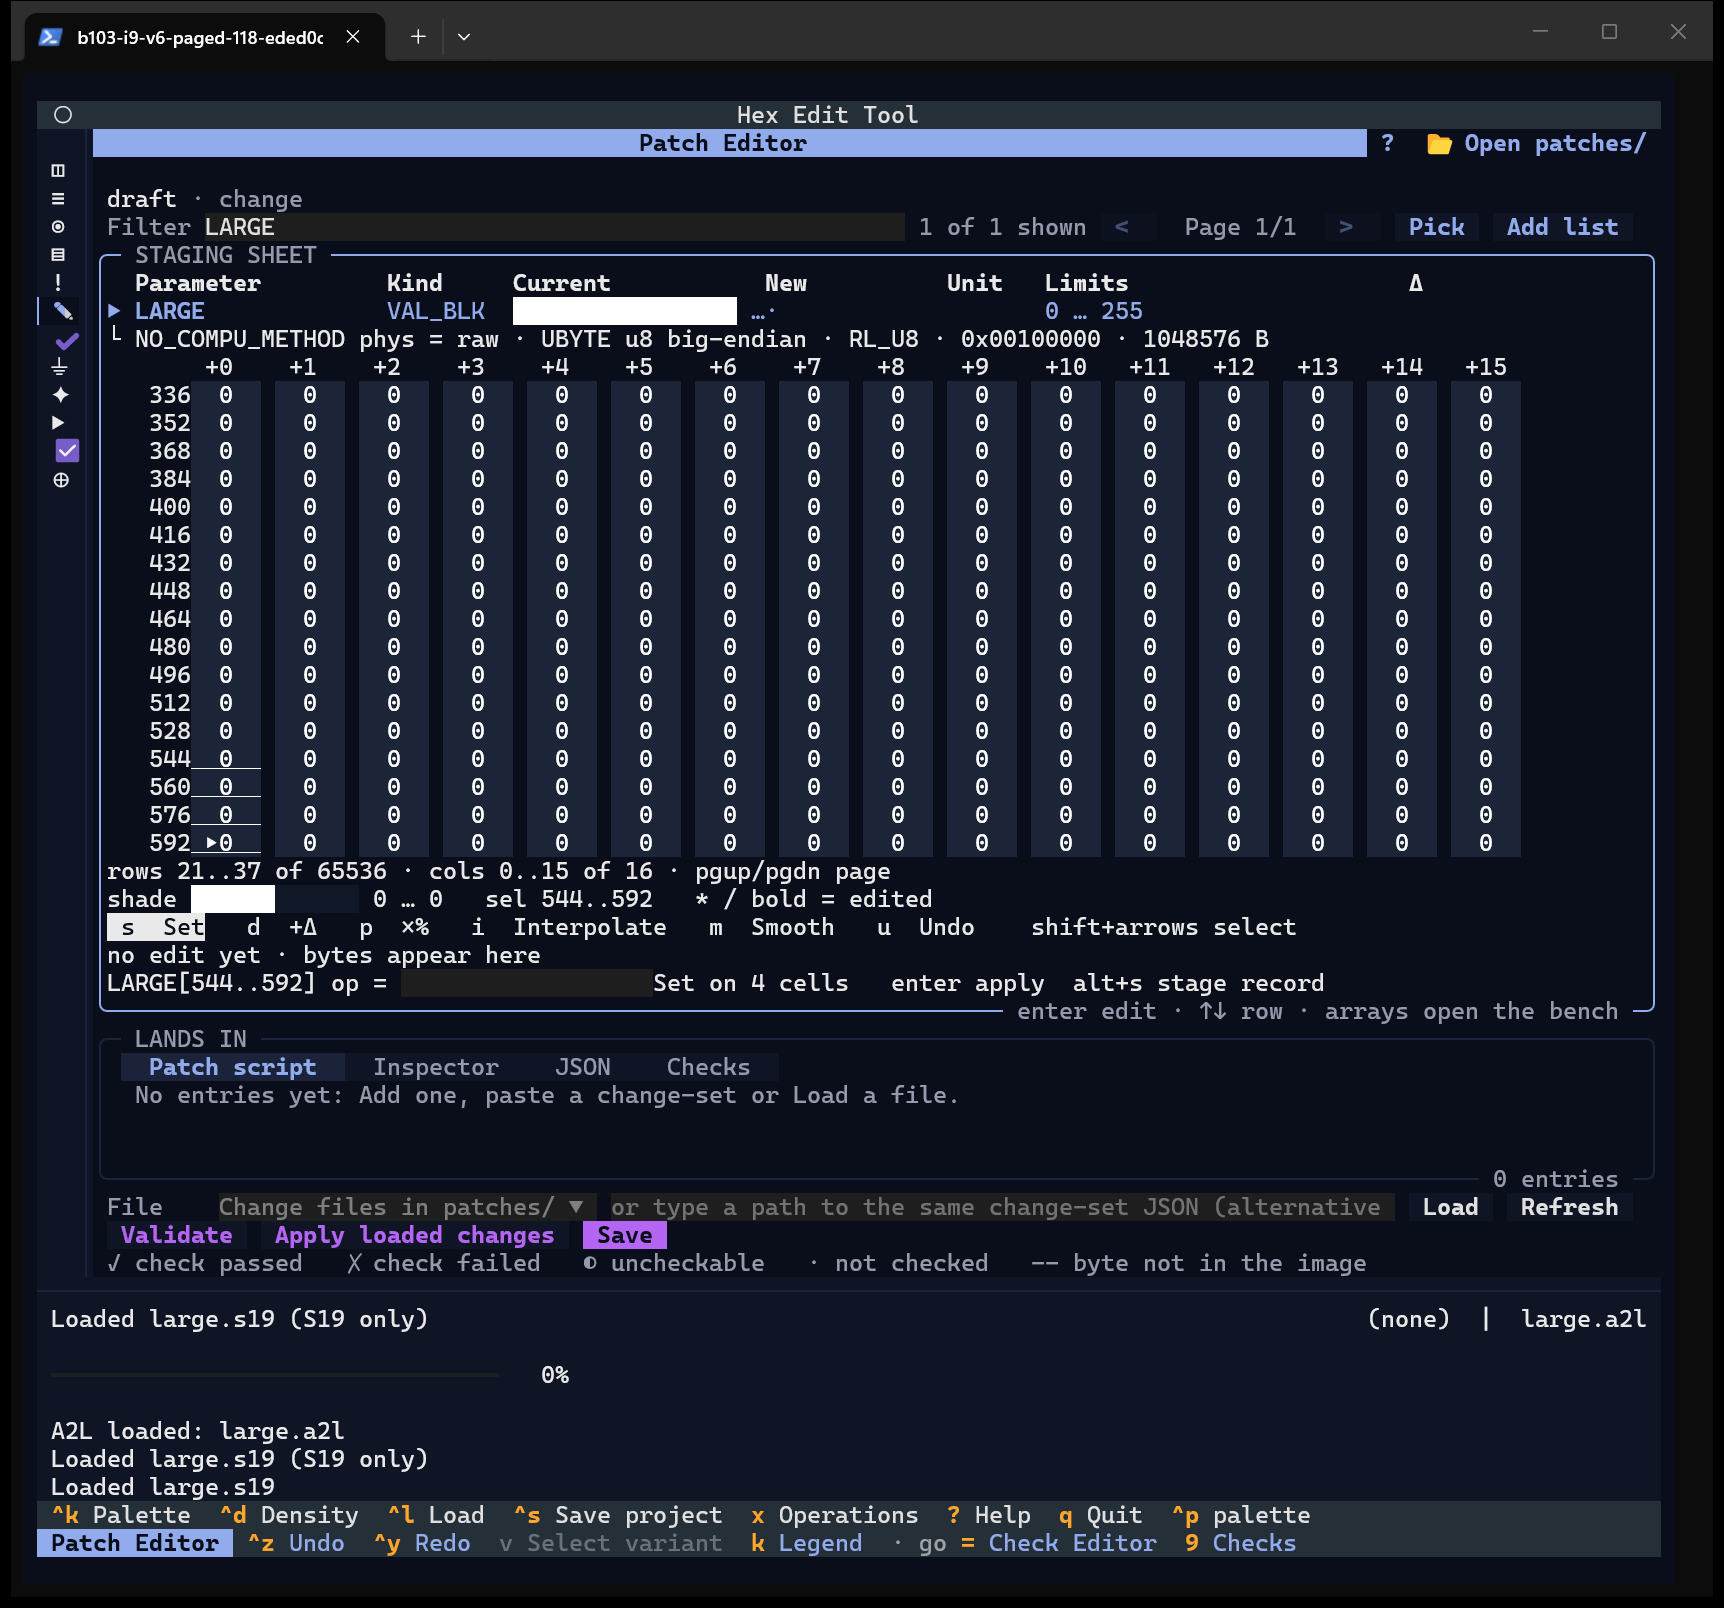 b103-i9-v6-paged-118-eded0c
Hex Edit Tool
Patch Editor ? Open patches/
draft · change
Filter LARGE 1 of 1 shown < Page 1/1 > Pick Add list
STAGING SHEET
Parameter Kind Current New Unit Limits Δ
▶ LARGE VAL_BLK …· 0 … 255
└ NO_COMPU_METHOD phys = raw · UBYTE u8 big-endian · RL_U8 · 0x00100000 · 1048576 B
+0 +1 +2 +3 +4 +5 +6 +7 +8 +9 +10 +11 +12 +13 +14 +15
336 0 0 0 0 0 0 0 0 0 0 0 0 0 0 0 0
352 0 0 0 0 0 0 0 0 0 0 0 0 0 0 0 0
368 0 0 0 0 0 0 0 0 0 0 0 0 0 0 0 0
384 0 0 0 0 0 0 0 0 0 0 0 0 0 0 0 0
400 0 0 0 0 0 0 0 0 0 0 0 0 0 0 0 0
416 0 0 0 0 0 0 0 0 0 0 0 0 0 0 0 0
432 0 0 0 0 0 0 0 0 0 0 0 0 0 0 0 0
448 0 0 0 0 0 0 0 0 0 0 0 0 0 0 0 0
464 0 0 0 0 0 0 0 0 0 0 0 0 0 0 0 0
480 0 0 0 0 0 0 0 0 0 0 0 0 0 0 0 0
496 0 0 0 0 0 0 0 0 0 0 0 0 0 0 0 0
512 0 0 0 0 0 0 0 0 0 0 0 0 0 0 0 0
528 0 0 0 0 0 0 0 0 0 0 0 0 0 0 0 0
544 0 0 0 0 0 0 0 0 0 0 0 0 0 0 0 0
560 0 0 0 0 0 0 0 0 0 0 0 0 0 0 0 0
576 0 0 0 0 0 0 0 0 0 0 0 0 0 0 0 0
592 ▶0 0 0 0 0 0 0 0 0 0 0 0 0 0 0 0
rows 21..37 of 65536 · cols 0..15 of 16 · pgup/pgdn page
shade 0 … 0 sel 544..592 * / bold = edited
s Set d +Δ p ×% i Interpolate m Smooth u Undo shift+arrows select
no edit yet · bytes appear here
LARGE[544..592] op = Set on 4 cells enter apply alt+s stage record
enter edit · ↑↓ row · arrays open the bench
LANDS IN
Patch script Inspector JSON Checks
No entries yet: Add one, paste a change-set or Load a file.
0 entries
File Change files in patches/ ▼ or type a path to the same change-set JSON (alternative Load Refresh
Validate Apply loaded changes Save
√ check passed ╳ check failed ◐ uncheckable · not checked -- byte not in the image
Loaded large.s19 (S19 only) (none) | large.a2l
0%
A2L loaded: large.a2l
Loaded large.s19 (S19 only)
Loaded large.s19
^k Palette ^d Density ^l Load ^s Save project x Operations ? Help q Quit ^p palette
Patch Editor ^z Undo ^y Redo v Select variant k Legend · go = Check Editor 9 Checks